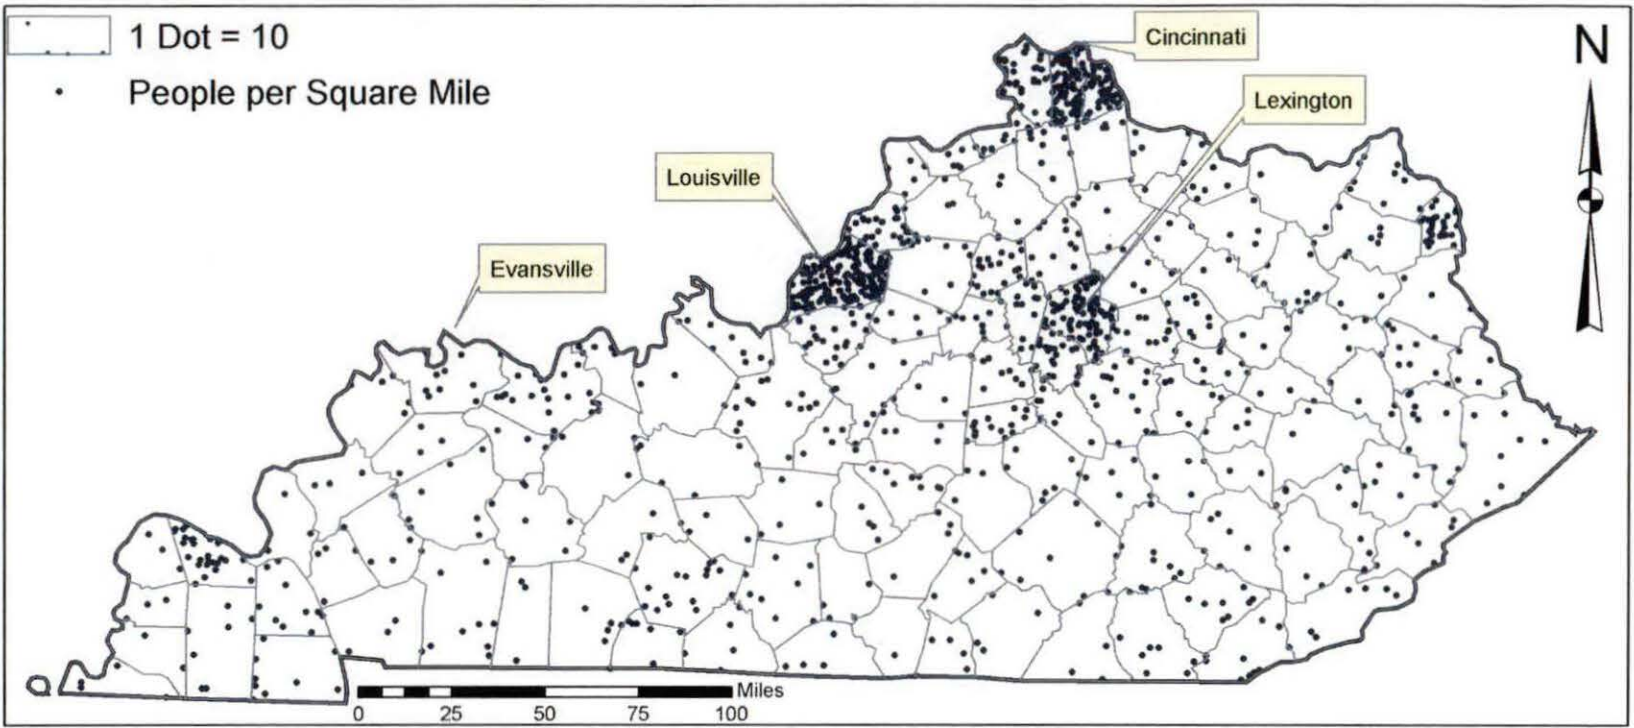 1 Dot = 10
People per Square Mile
Cincinnati
N
Lexington
Louisville
Evansville
Miles
0 25 50 75 100